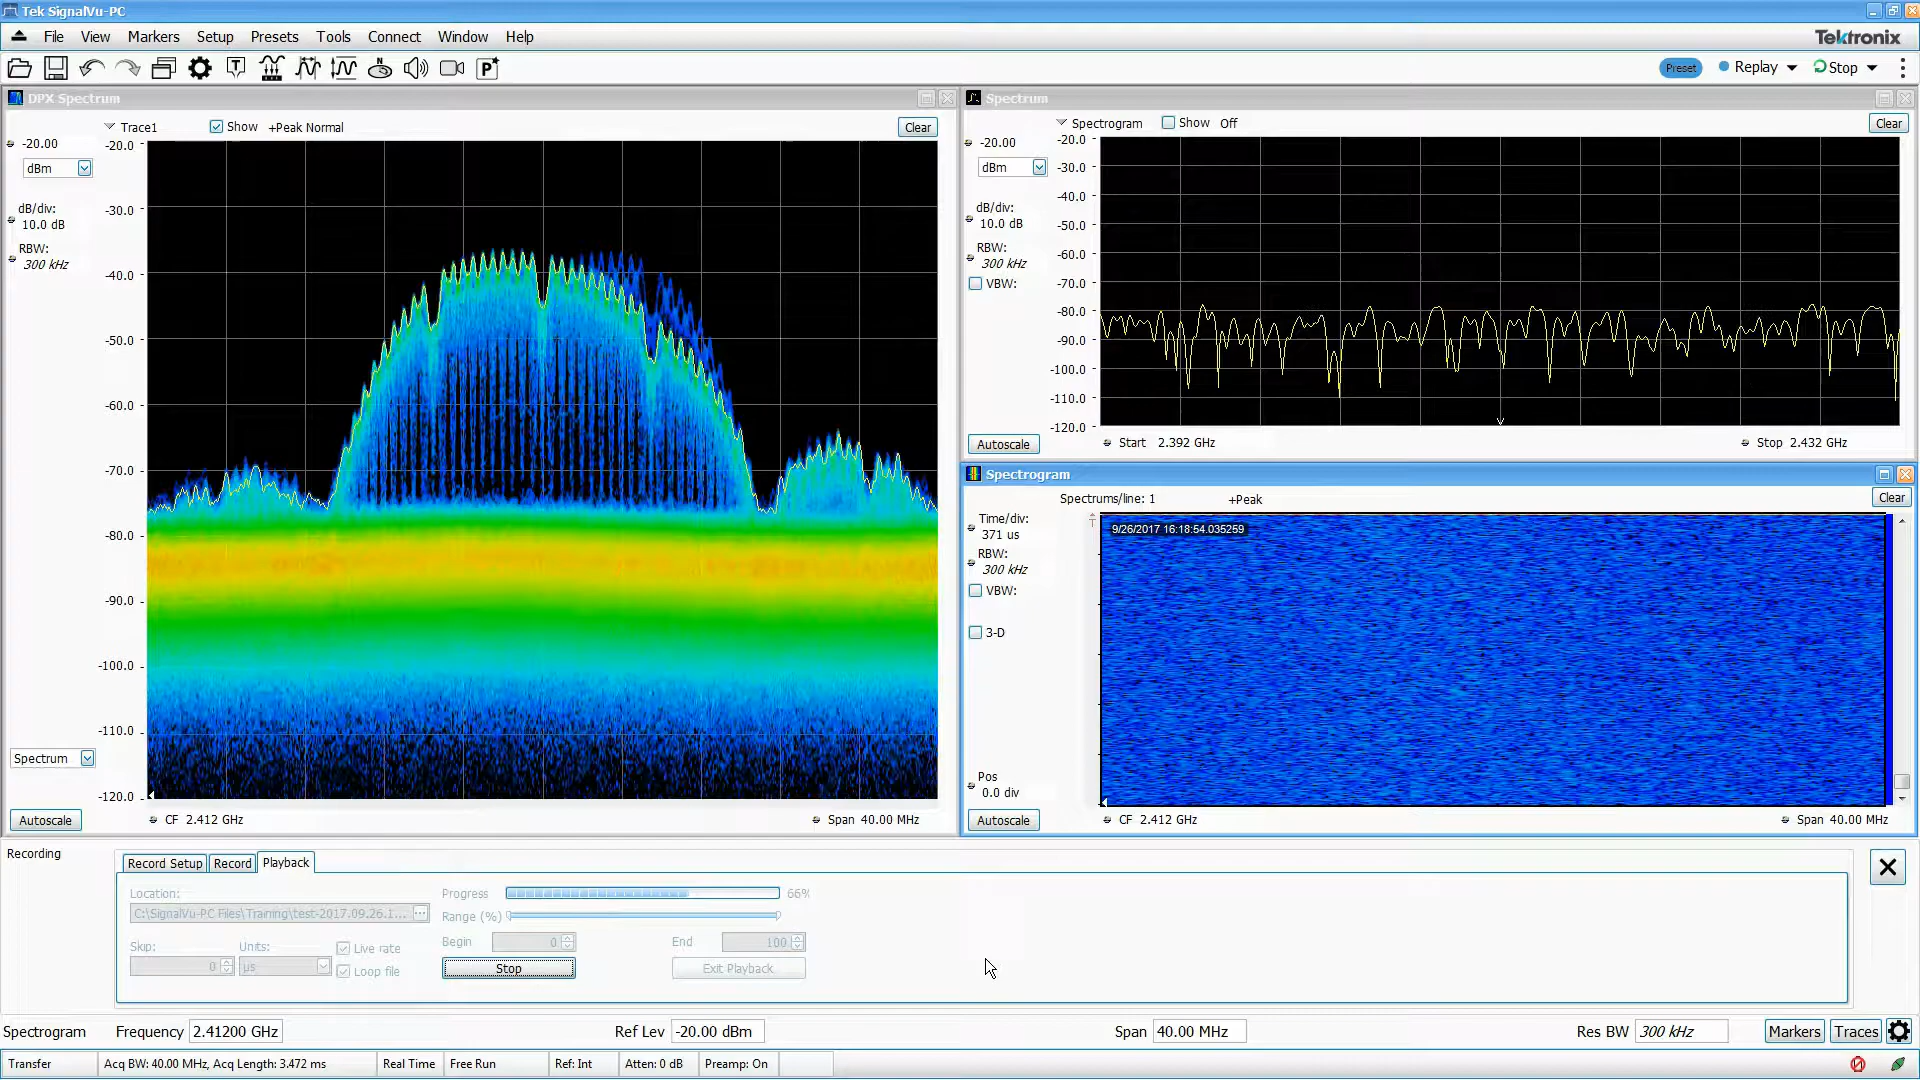 Tek SignalVu-PC
File View Markers Setup Presets Tools Connect Window Help
Tektronix
Preset Replay Stop
DPX Spectrum
Trace1 Show +Peak Normal Clear
-20.00
dBm
dB/div:
10.0 dB
RBW:
300 kHz
-20.0
-30.0
-40.0
-50.0
-60.0
-70.0
-80.0
-90.0
-100.0
-110.0
-120.0
Spectrum
Autoscale
CF 2.412 GHz Span 40.00 MHz
Spectrum
Spectrogram Show Off Clear
-20.00
dBm
dB/div:
10.0 dB
RBW:
300 kHz
VBW:
-20.0
-30.0
-40.0
-50.0
-60.0
-70.0
-80.0
-90.0
-100.0
-110.0
-120.0
Autoscale
Start 2.392 GHz Stop 2.432 GHz
Spectrogram
Spectrums/line: 1 +Peak Clear
Time/div:
371 us
RBW:
300 kHz
VBW:
3-D
9/26/2017 16:18:54.035259
Pos
0.0 div
Autoscale
CF 2.412 GHz Span 40.00 MHz
Recording
Record Setup Record Playback
Location:
C:\SignalVu-PC Files\Training\test-2017.09.26.1... ...
Skip: Units:
0 µs
Live rate
Loop file
Progress 66%
Range (%)
Begin 0 End 100
Stop Exit Playback
Spectrogram Frequency 2.41200 GHz Ref Lev -20.00 dBm Span 40.00 MHz Res BW 300 kHz Markers Traces
Transfer Acq BW: 40.00 MHz, Acq Length: 3.472 ms Real Time Free Run Ref: Int Atten: 0 dB Preamp: On